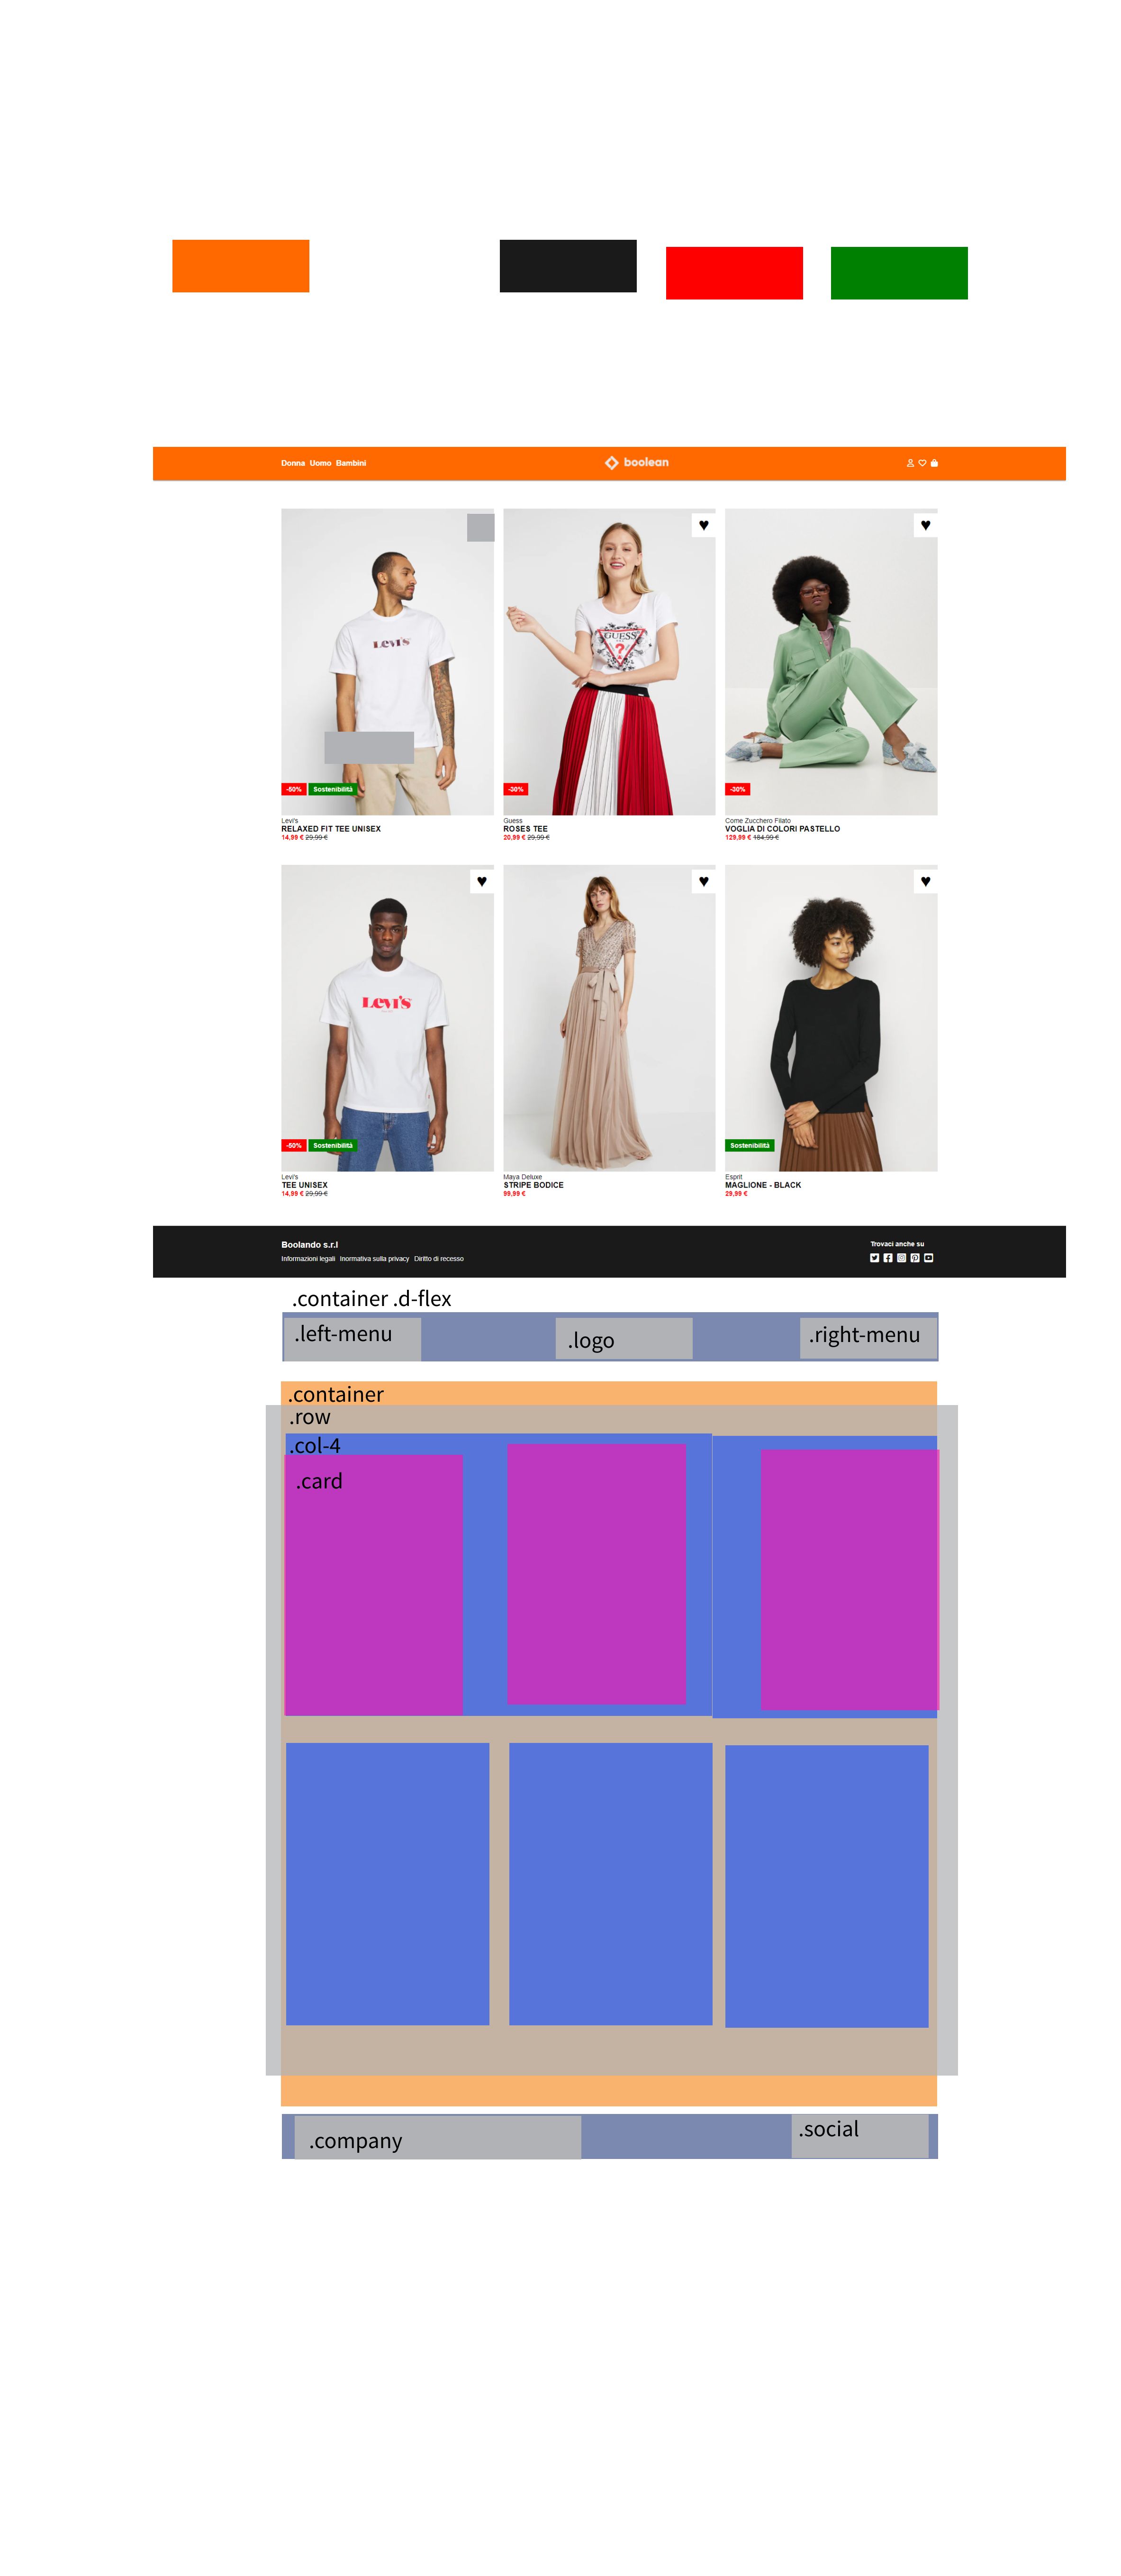 Donna Uomo Bambini
boolean
Levi's
GUESS
?
♥
♥
-50% Sostenibilità
-30%
-30%
Levi's
RELAXED FIT TEE UNISEX
14,99 € 29,99 €
Guess
ROSES TEE
20,99 € 29,99 €
Come Zucchero Filato
VOGLIA DI COLORI PASTELLO
129,99 € 184,99 €
♥
♥
♥
Levi's
-50% Sostenibilità
Sostenibilità
Levi's
TEE UNISEX
14,99 € 29,99 €
Maya Deluxe
STRIPE BODICE
99,99 €
Esprit
MAGLIONE - BLACK
29,99 €
Boolando s.r.l
Informazioni legali Inormativa sulla privacy Diritto di recesso
Trovaci anche su
.container .d-flex
.left-menu
.logo
.right-menu
.container
.row
.col-4
.card
.company
.social